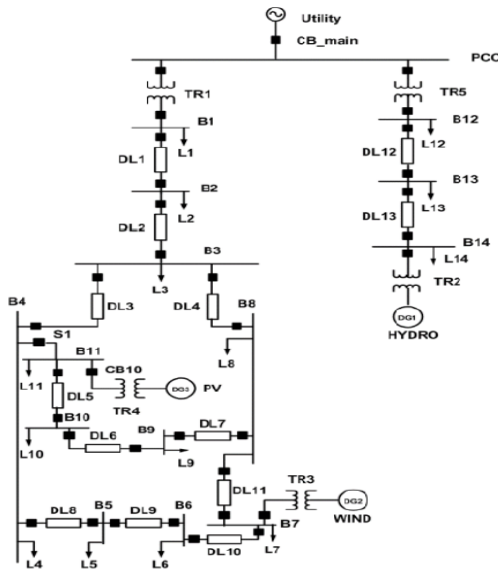 Utility
CB_main
PCC
TR1
TR5
B1
B12
L1
L12
DL1
DL12
B2
B13
L2
L13
DL2
DL13
B3
B14
L3
L14
TR2
DG1
HYDRO
B4
DL3
DL4
B8
S1
B11
L8
L11
CB10
DL5
TR4
DG3
PV
B10
L10
DL6
B9
DL7
L9
DL11
TR3
DG2
WIND
DL8
B5
DL9
B6
B7
L4
L5
L6
DL10
L7